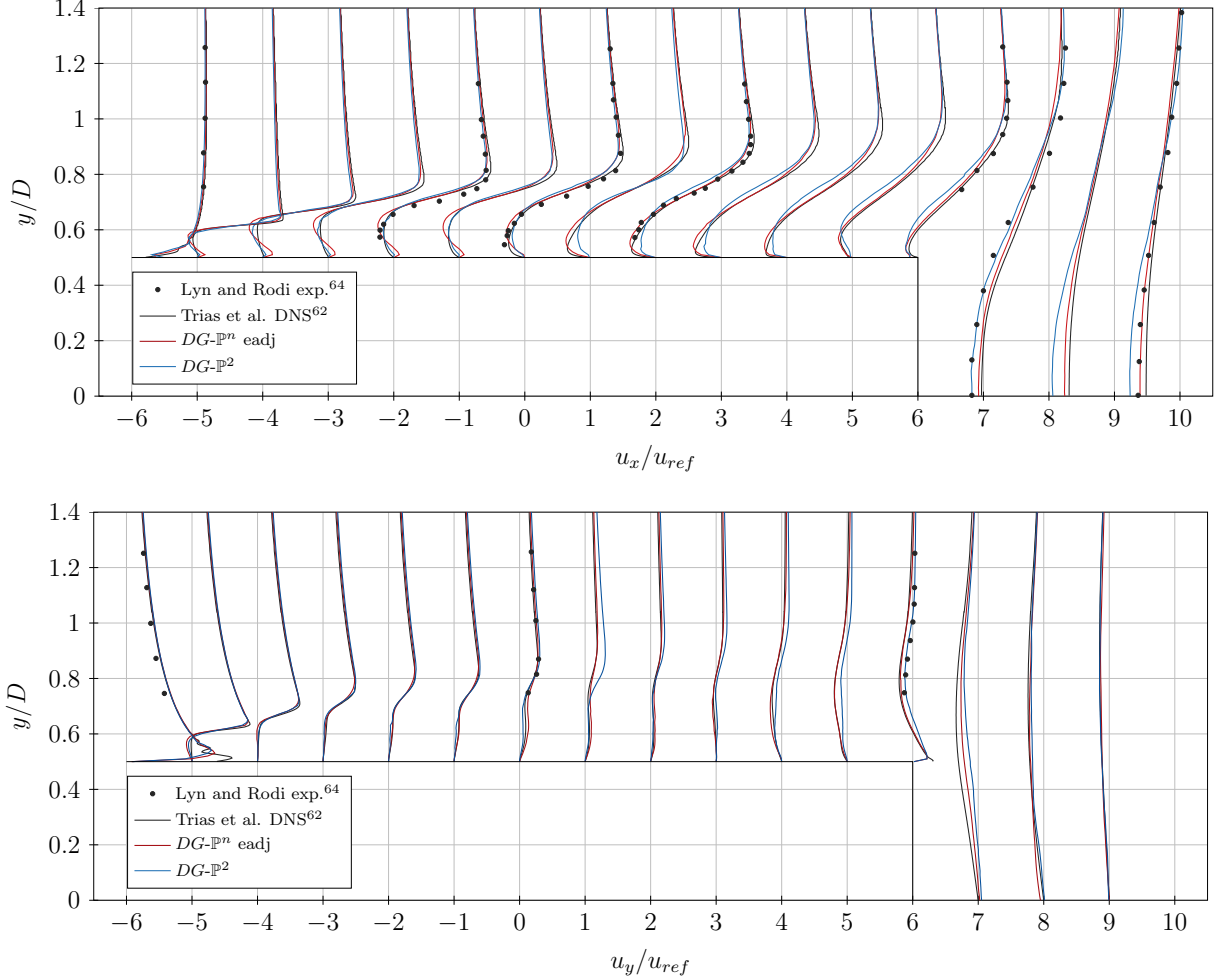 1.4
1.2
1
0.8
0.6
0.4
0.2
0
y/D
Lyn and Rodi exp.⁶⁴
Trias et al. DNS⁶²
DG-ℙⁿ eadj
DG-ℙ²
−6 −5 −4 −3 −2 −1 0 1 2 3 4 5 6 7 8 9 10
u_x/u_ref
1.4
1.2
1
0.8
0.6
0.4
0.2
0
y/D
Lyn and Rodi exp.⁶⁴
Trias et al. DNS⁶²
DG-ℙⁿ eadj
DG-ℙ²
−6 −5 −4 −3 −2 −1 0 1 2 3 4 5 6 7 8 9 10
u_y/u_ref